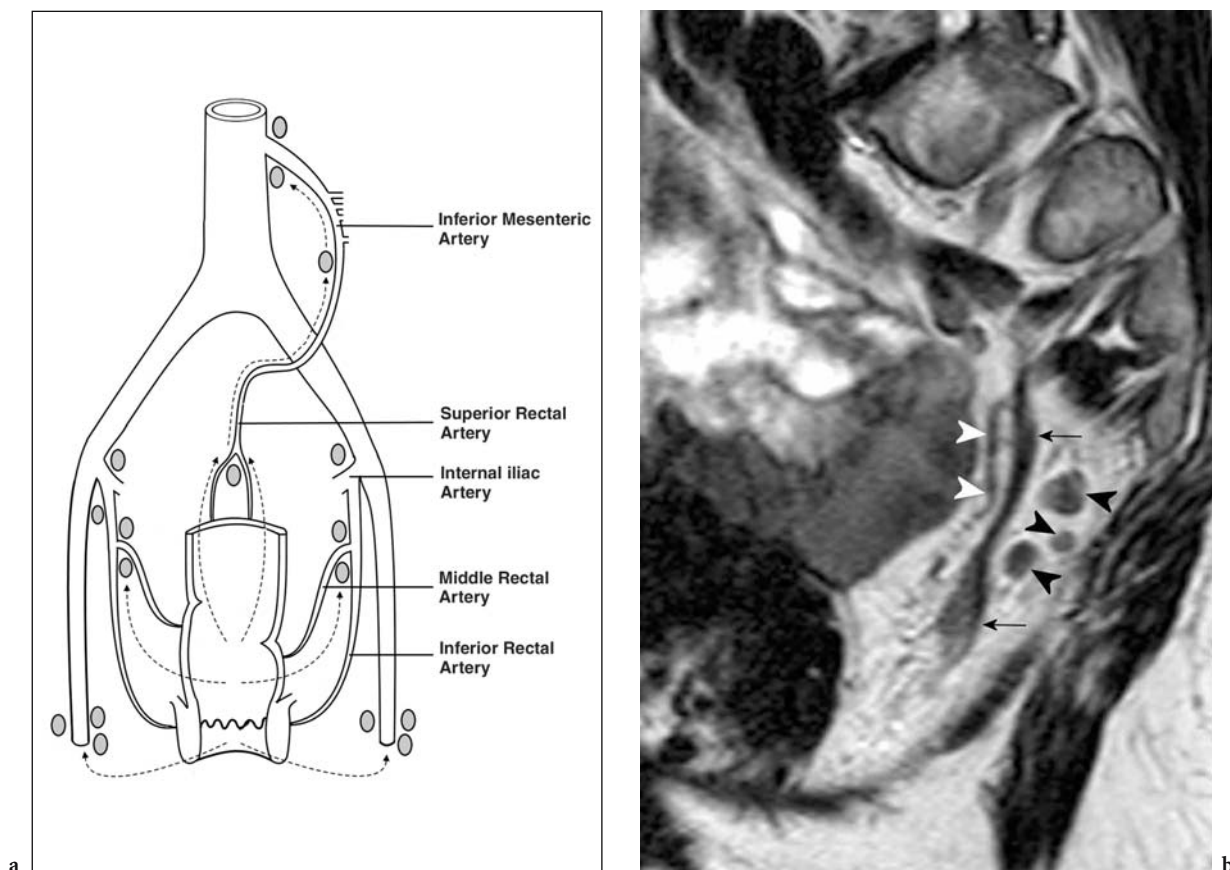 Inferior Mesenteric
Artery
Superior Rectal
Artery
Internal iliac
Artery
Middle Rectal
Artery
Inferior Rectal
Artery
a
b